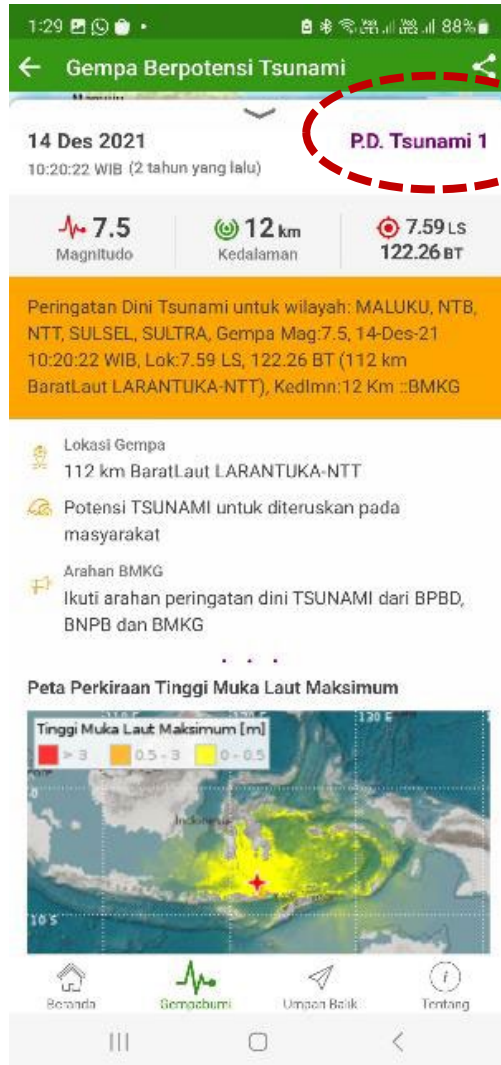 1:29
88%
Gempa Berpotensi Tsunami
14 Des 2021
P.D. Tsunami 1
10:20:22 WIB (2 tahun yang lalu)
7.5
12 km
7.59 LS
Magnitudo
Kedalaman
122.26 BT
Peringatan Dini Tsunami untuk wilayah: MALUKU, NTB,
NTT, SULSEL, SULTRA, Gempa Mag:7.5, 14-Des-21
10:20:22 WIB, Lok:7.59 LS, 122.26 BT (112 km
BaratLaut LARANTUKA-NTT), Kedlmn:12 Km ::BMKG
Lokasi Gempa
112 km BaratLaut LARANTUKA-NTT
Potensi TSUNAMI untuk diteruskan pada
masyarakat
Arahan BMKG
Ikuti arahan peringatan dini TSUNAMI dari BPBD,
BNPB dan BMKG
Peta Perkiraan Tinggi Muka Laut Maksimum
Tinggi Muka Laut Maksimum [m]
> 3
0.5 - 3
0 - 0.5
130 E
Indonesia
10 S
Beranda
Gempabumi
Umpan Balik
Tentang